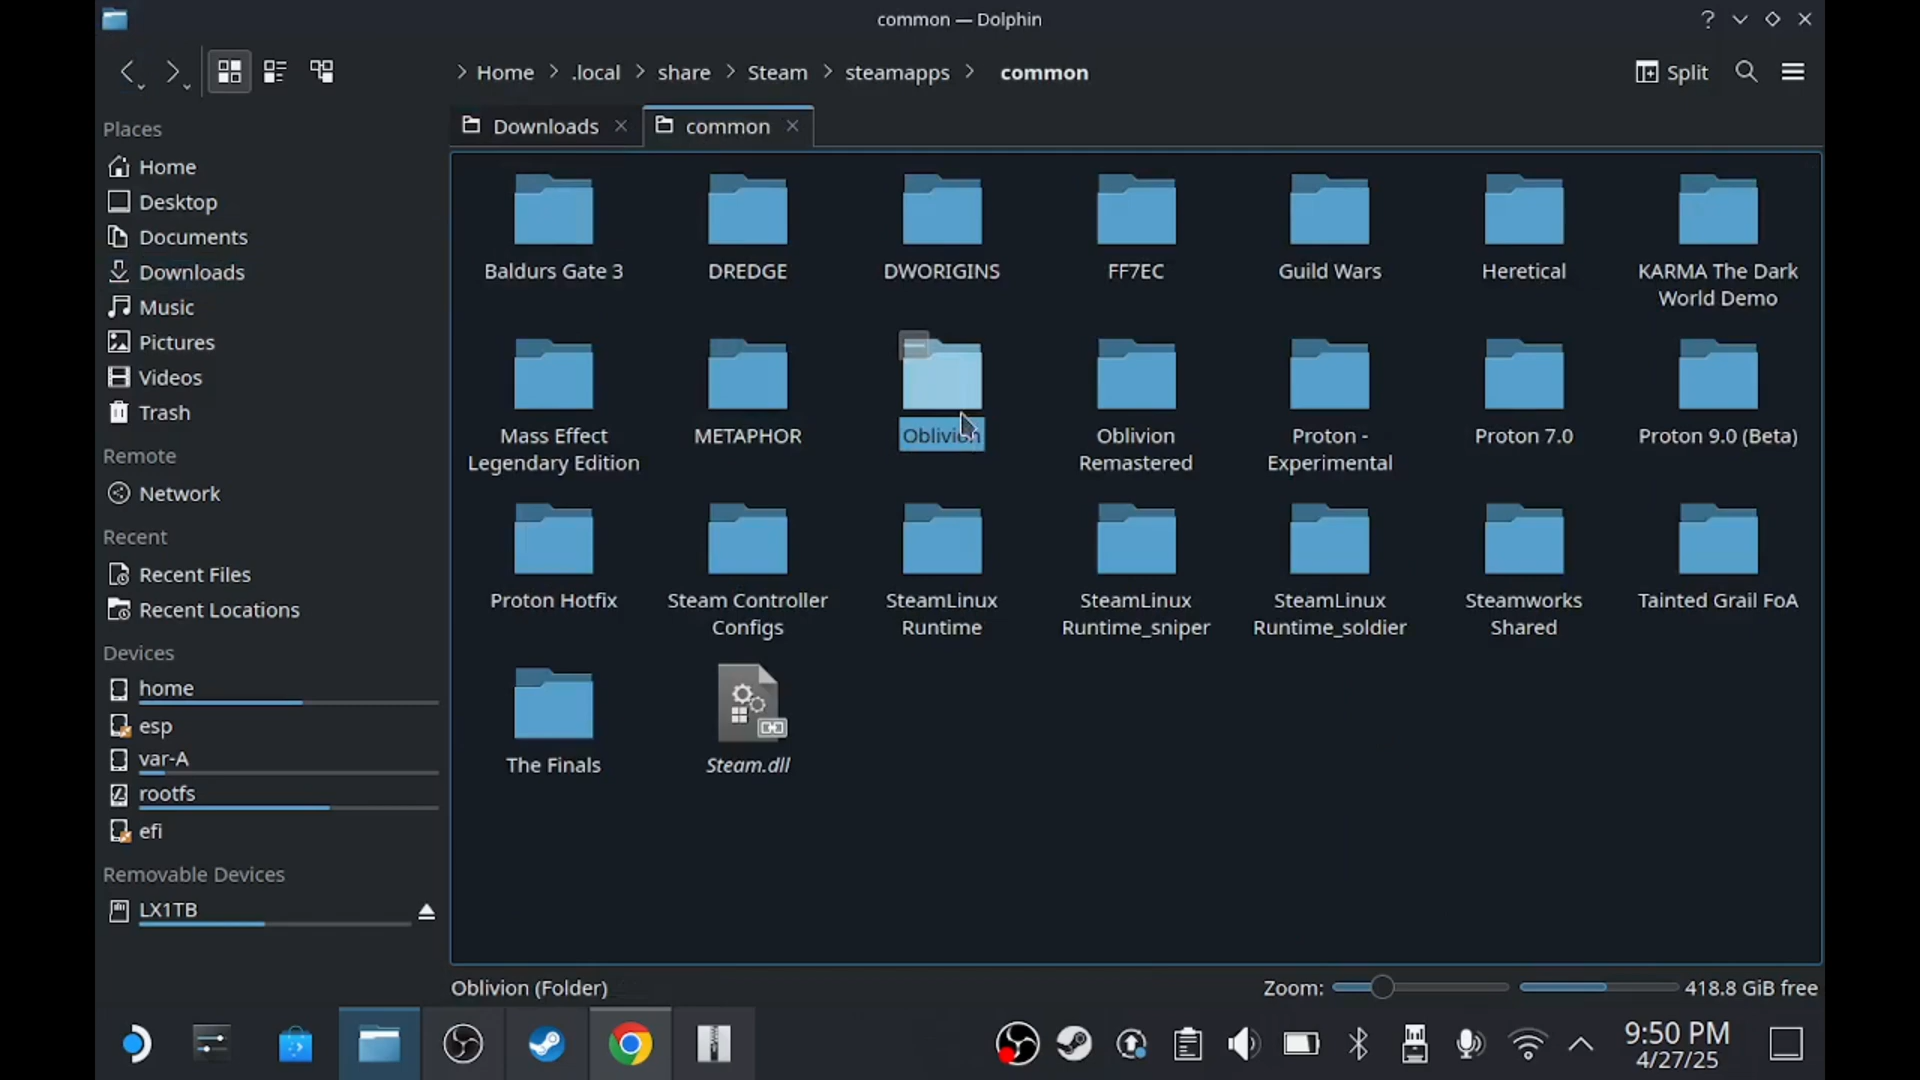 common — Dolphin
Home .local share Steam steamapps common
Split
Downloads common
Places
Home
Desktop
Documents
Downloads
Music
Pictures
Videos
Trash
Remote
Network
Recent
Recent Files
Recent Locations
Devices
home
esp
var-A
rootfs
efi
Removable Devices
LX1TB
Baldurs Gate 3
DREDGE
DWORIGINS
FF7EC
Guild Wars
Heretical
KARMA The Dark
World Demo
Mass Effect
Legendary Edition
METAPHOR
Oblivion
Oblivion
Remastered
Proton -
Experimental
Proton 7.0
Proton 9.0 (Beta)
Proton Hotfix
Steam Controller
Configs
SteamLinux
Runtime
SteamLinux
Runtime_sniper
SteamLinux
Runtime_soldier
Steamworks
Shared
Tainted Grail FoA
The Finals
Steam.dll
Oblivion (Folder)
Zoom:
418.8 GiB free
9:50 PM
4/27/25